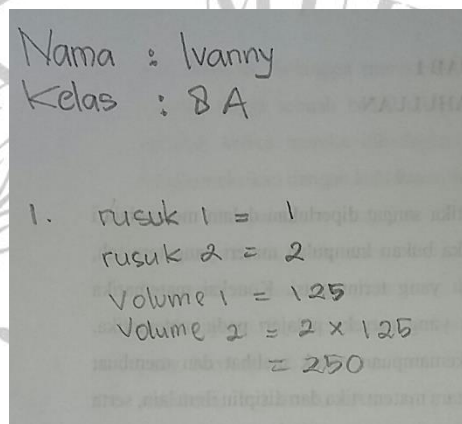 Nama : Ivanny
Kelas : 8 A
1. rusuk 1 = 1
rusuk 2 = 2
Volume 1 = 125
Volume 2 = 2 x 125
= 250